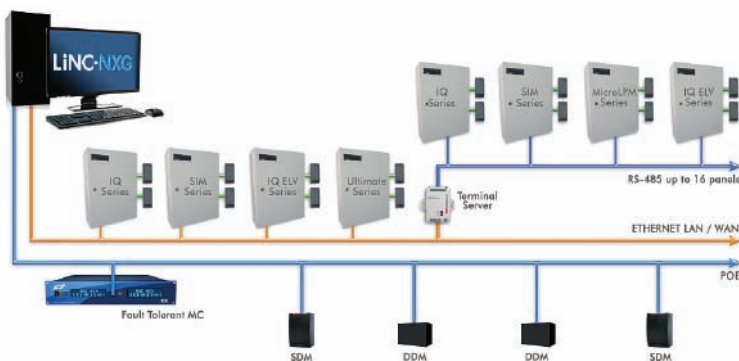 LiNC-NXG
IQ
Series
SIM
Series
MicroLPM
Series
IQ ELV
Series
RS-485 up to 16 panels
IQ
Series
SIM
Series
IQ ELV
Series
Ultimate
Series
Terminal
Server
ETHERNET LAN / WAN
POE
Fault Tolerant MC
SDM
DDM
DDM
SDM